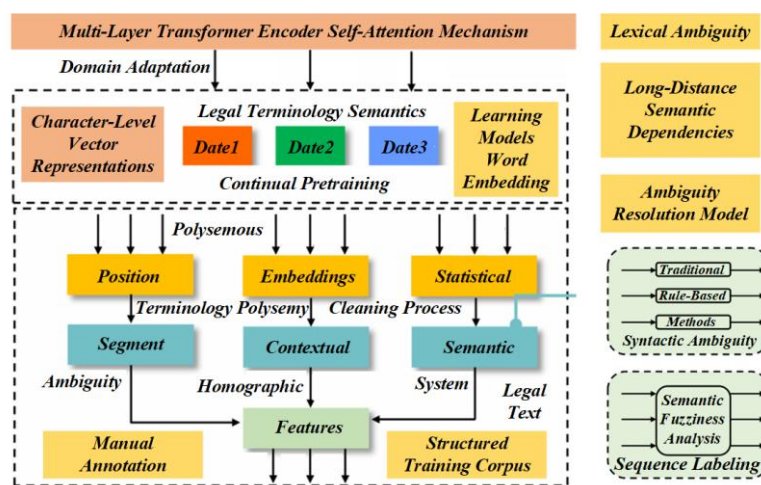 Multi-Layer Transformer Encoder Self-Attention Mechanism
Domain Adaptation
Character-Level
Vector
Representations
Legal Terminology Semantics
Date1
Date2
Date3
Continual Pretraining
Learning
Models
Word
Embedding
Polysemous
Position
Embeddings
Statistical
Terminology Polysemy
Cleaning Process
Segment
Contextual
Semantic
Ambiguity
Homographic
System
Legal
Text
Features
Manual
Annotation
Structured
Training Corpus
Lexical Ambiguity
Long-Distance
Semantic
Dependencies
Ambiguity
Resolution Model
Traditional
Rule-Based
Methods
Syntactic Ambiguity
Semantic
Fuzziness
Analysis
Sequence Labeling